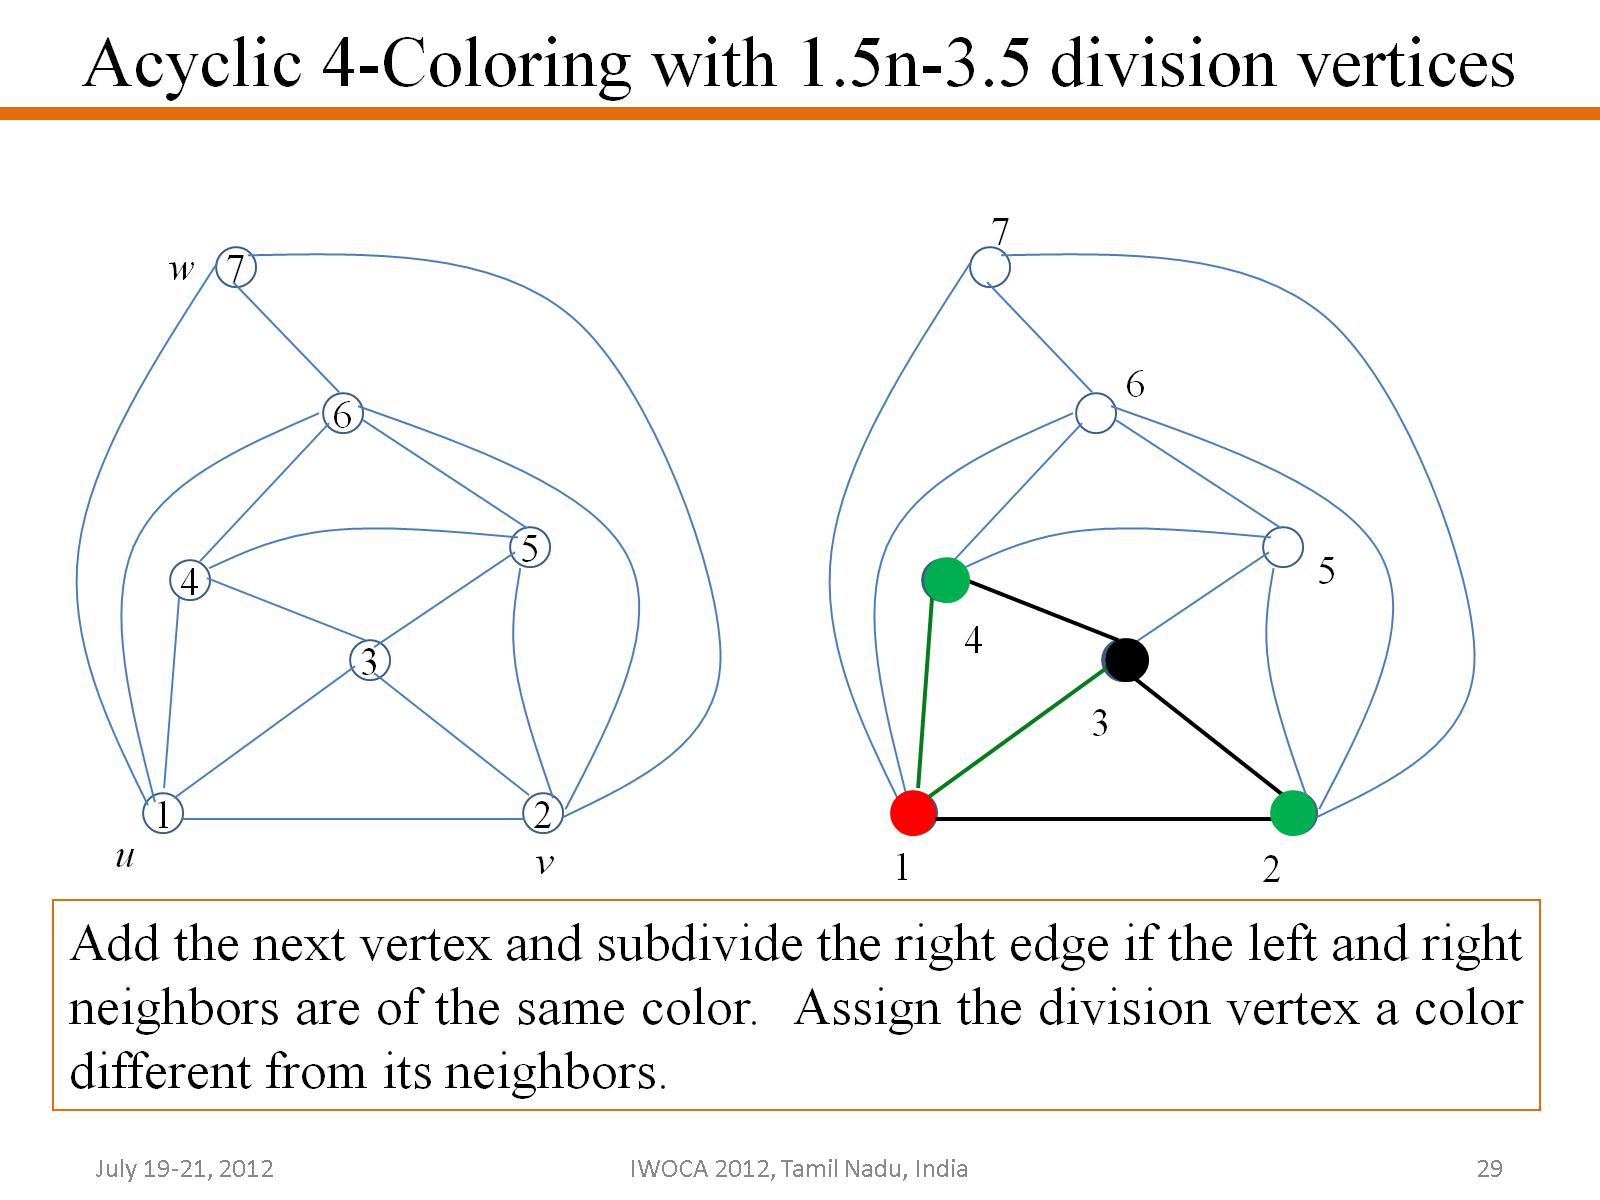 Acyclic 4-Coloring with 1.5n-3.5 division vertices
w 7
6
5
4
3
1
2
u
v
7
6
5
4
3
1
2
Add the next vertex and subdivide the right edge if the left and right
neighbors are of the same color. Assign the division vertex a color
different from its neighbors.
July 19-21, 2012
IWOCA 2012, Tamil Nadu, India
29